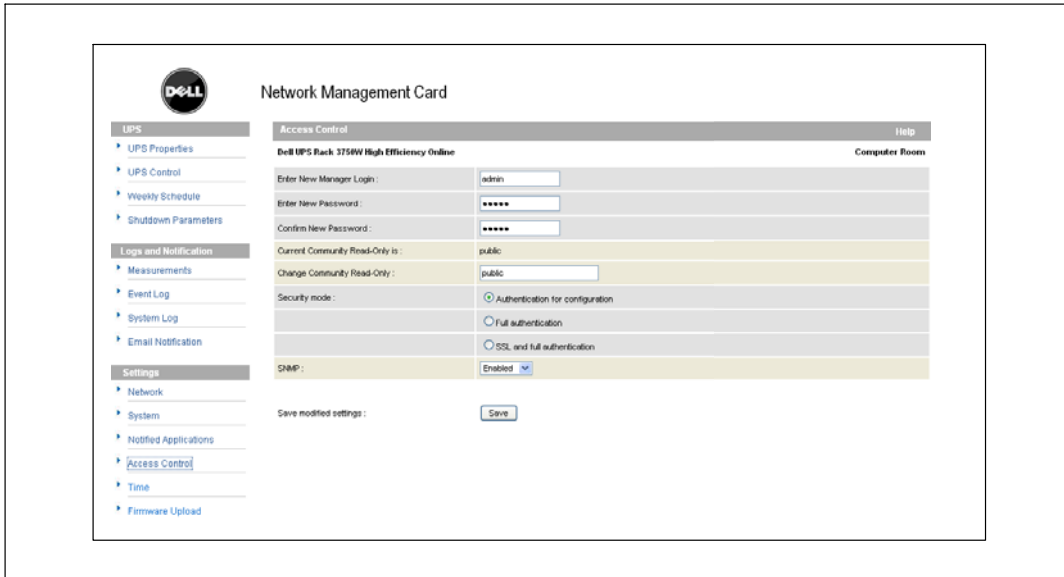 DELL
Network Management Card
UPS
UPS Properties
UPS Control
Weekly Schedule
Shutdown Parameters
Logs and Notification
Measurements
Event Log
System Log
Email Notification
Settings
Network
System
Notified Applications
Access Control
Time
Firmware Upload
Access Control Help
Dell UPS Rack 3750W High Efficiency Online Computer Room
Enter New Manager Login : admin
Enter New Password : •••••
Confirm New Password : •••••
Current Community Read-Only is : public
Change Community Read-Only : public
Security mode : Authentication for configuration
Full authentication
SSL and full authentication
SNMP : Enabled
Save modified settings : Save